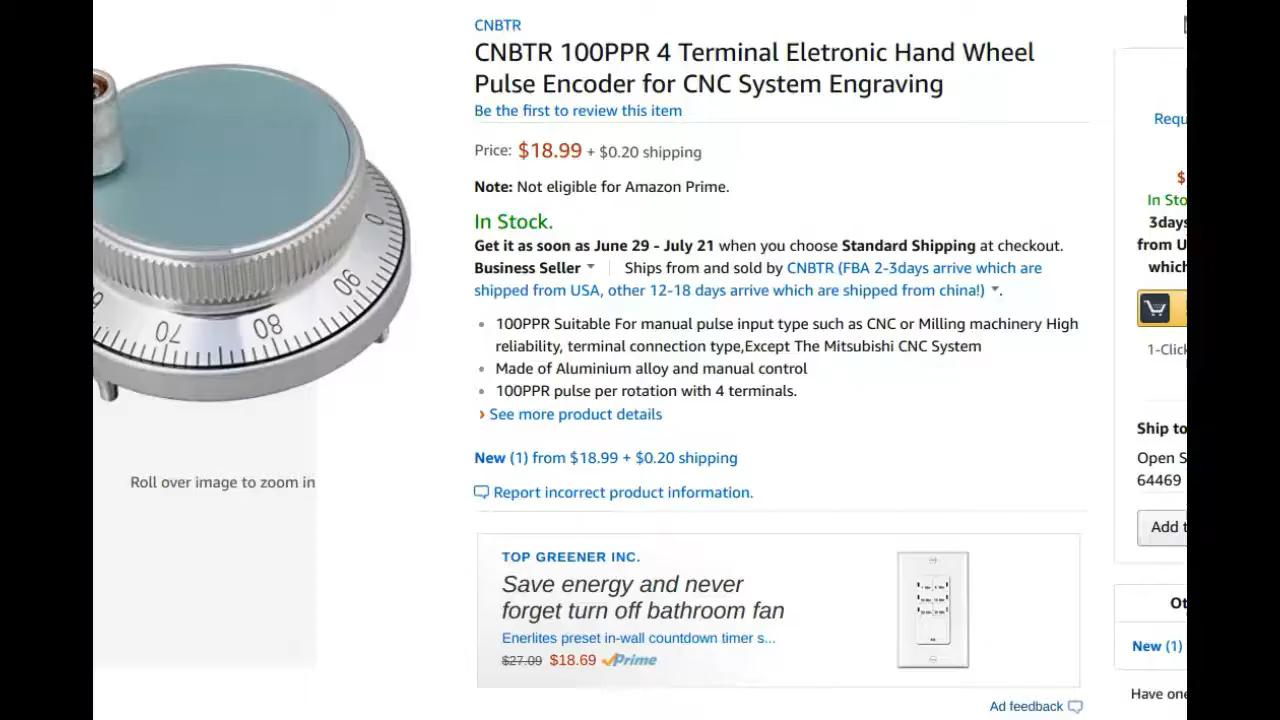 CNBTR
CNBTR 100PPR 4 Terminal Eletronic Hand Wheel
Pulse Encoder for CNC System Engraving
Be the first to review this item
Price: $18.99 + $0.20 shipping
Note: Not eligible for Amazon Prime.
In Stock.
Get it as soon as June 29 - July 21 when you choose Standard Shipping at checkout.
Business Seller
Ships from and sold by CNBTR (FBA 2-3days arrive which are
shipped from USA, other 12-18 days arrive which are shipped from china!).
100PPR Suitable For manual pulse input type such as CNC or Milling machinery High
reliability, terminal connection type,Except The Mitsubishi CNC System
Made of Aluminium alloy and manual control
100PPR pulse per rotation with 4 terminals.
› See more product details
New (1) from $18.99 + $0.20 shipping
Report incorrect product information.
TOP GREENER INC.
Save energy and never
forget turn off bathroom fan
Enerlites preset in-wall countdown timer s...
$27.09 $18.69 Prime
Ad feedback
0
90
80
70
Roll over image to zoom in
Requ
$
In Sto
3days
from U
which
1-Click
Ship to
Open S
64469
Add t
Ot
New (1)
Have one